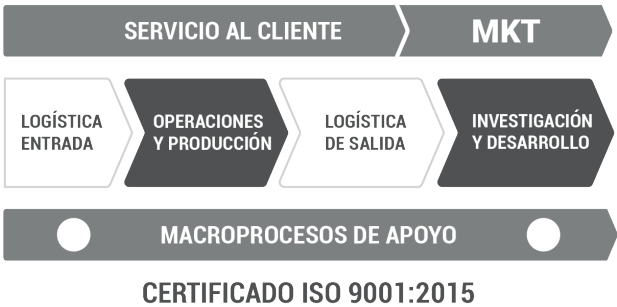 SERVICIO AL CLIENTE
MKT
LOGÍSTICA
ENTRADA
OPERACIONES
Y PRODUCCIÓN
LOGÍSTICA
DE SALIDA
INVESTIGACIÓN
Y DESARROLLO
MACROPROCESOS DE APOYO
CERTIFICADO ISO 9001:2015